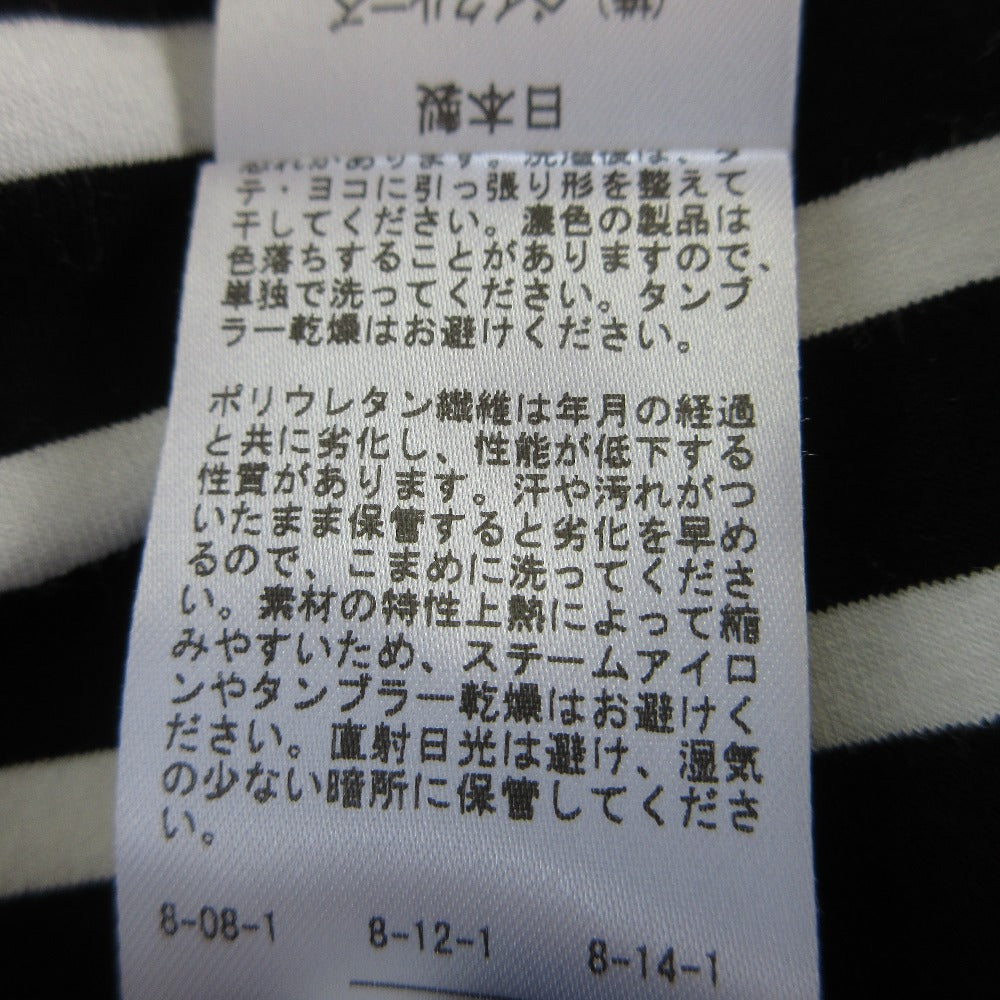 (株)ベイクルーズ
日本製
恐れがあります。洗濯後は、タ
テ・ヨコに引っ張り形を整えて
干してください。濃色の製品は
色落ちすることがありますので、
単独で洗ってください。タンブ
ラー乾燥はお避けください。
ポリウレタン繊維は年月の経過
と共に劣化し、性能が低下する
性質があります。汗や汚れがつ
いたまま保管すると劣化を早め
るので、こまめに洗ってくださ
い。素材の特性上熱によって縮
みやすいため、スチームアイロ
ンやタンブラー乾燥はお避けく
ださい。直射日光は避け、湿気
の少ない暗所に保管してくださ
い。
8-08-1
8-12-1
8-14-1